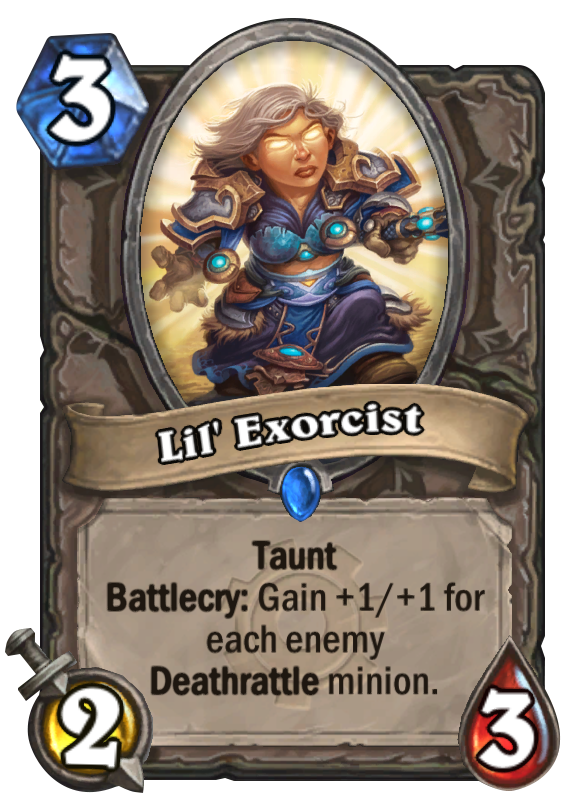 3
Lil' Exorcist
Taunt
Battlecry: Gain +1/+1 for
each enemy
Deathrattle minion.
2
3